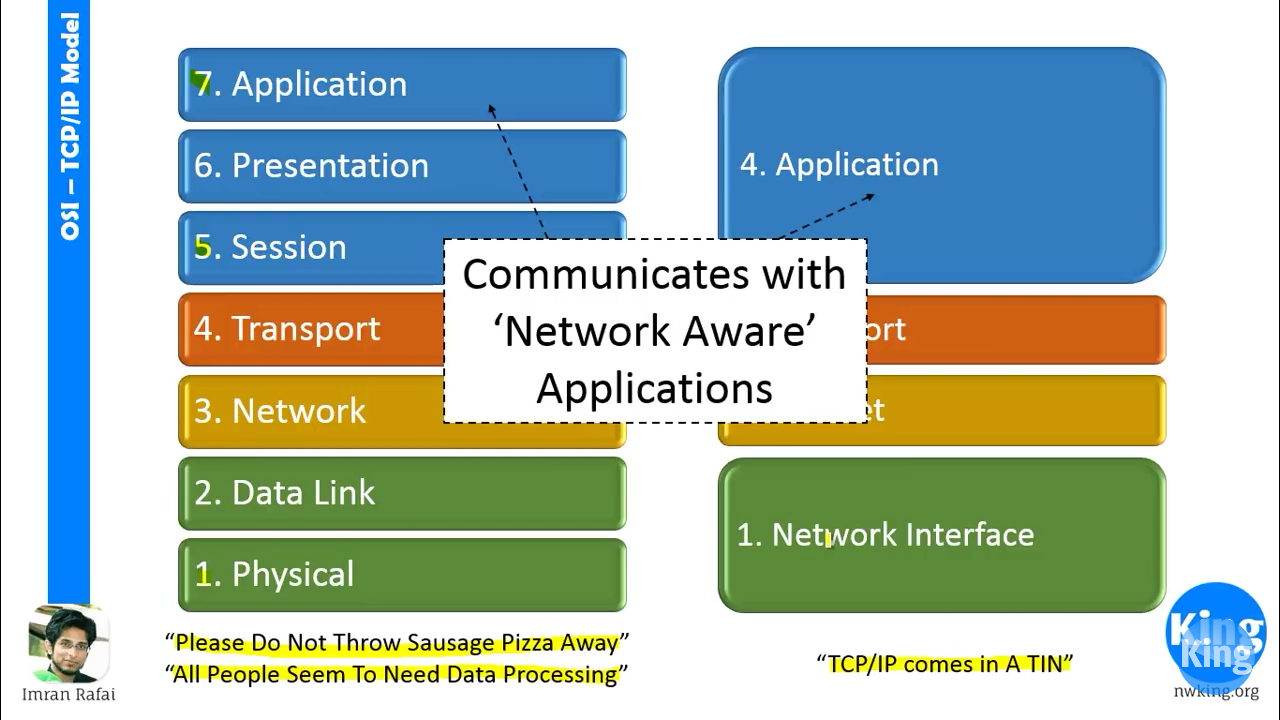 OSI – TCP/IP Model
7. Application
6. Presentation
5. Session
4. Transport
3. Network
2. Data Link
1. Physical
4. Application
ort
et
1. Network Interface
Communicates with
‘Network Aware’
Applications
“Please Do Not Throw Sausage Pizza Away”
“All People Seem To Need Data Processing”
“TCP/IP comes in A TIN”
Imran Rafai
King
King
nwking.org